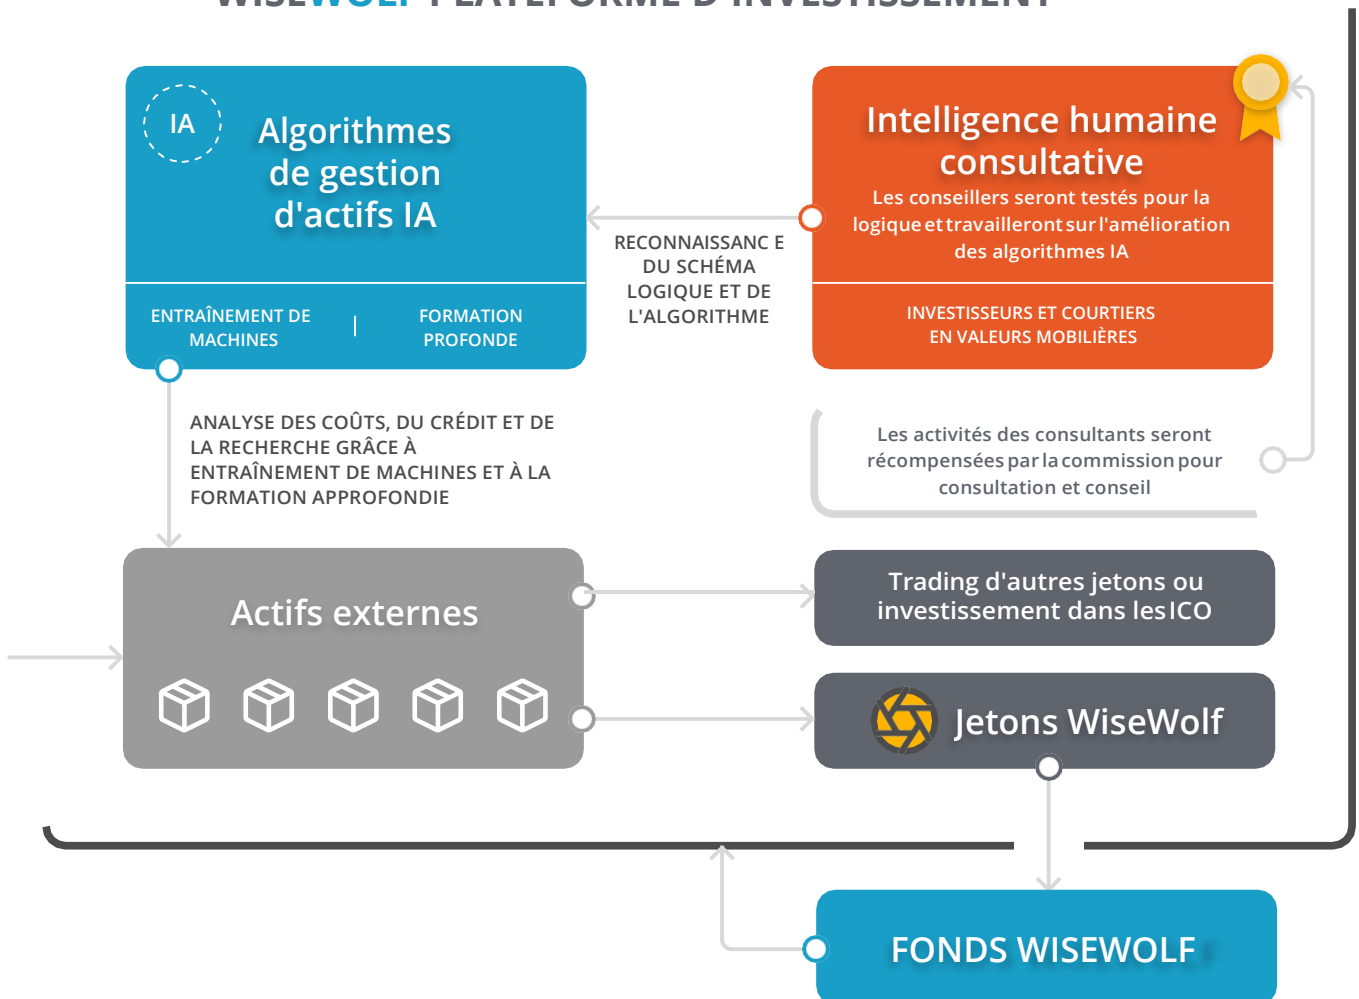 WISEWOLF PLATEFORME D'INVESTISSEMENT
IA
Algorithmes
de gestion
d'actifs IA
ENTRAÎNEMENT DE
MACHINES
FORMATION
PROFONDE
RECONNAISSANC E
DU SCHÉMA
LOGIQUE ET DE
L'ALGORITHME
Intelligence humaine
consultative
Les conseillers seront testés pour la
logique et travailleront sur l'amélioration
des algorithmes IA
INVESTISSEURS ET COURTIERS
EN VALEURS MOBILIÈRES
ANALYSE DES COÛTS, DU CRÉDIT ET DE
LA RECHERCHE GRÂCE À
ENTRAÎNEMENT DE MACHINES ET À LA
FORMATION APPROFONDIE
Les activités des consultants seront
récompensées par la commission pour
consultation et conseil
Actifs externes
Trading d'autres jetons ou
investissement dans les ICO
Jetons WiseWolf
FONDS WISEWOLF